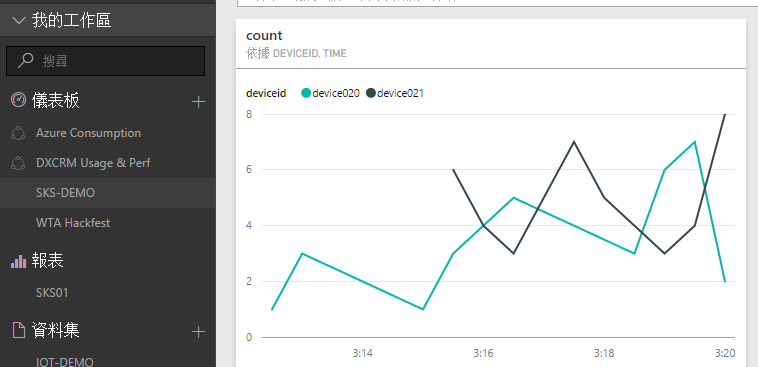 我的工作區
搜尋
儀表板
Azure Consumption
DXCRM Usage & Perf
SKS-DEMO
WTA Hackfest
報表
SKS01
資料集
IOT-DEMO
count
依據 DEVICEID, TIME
deviceid device020 device021
8
6
4
2
0
3:14 3:16 3:18 3:20